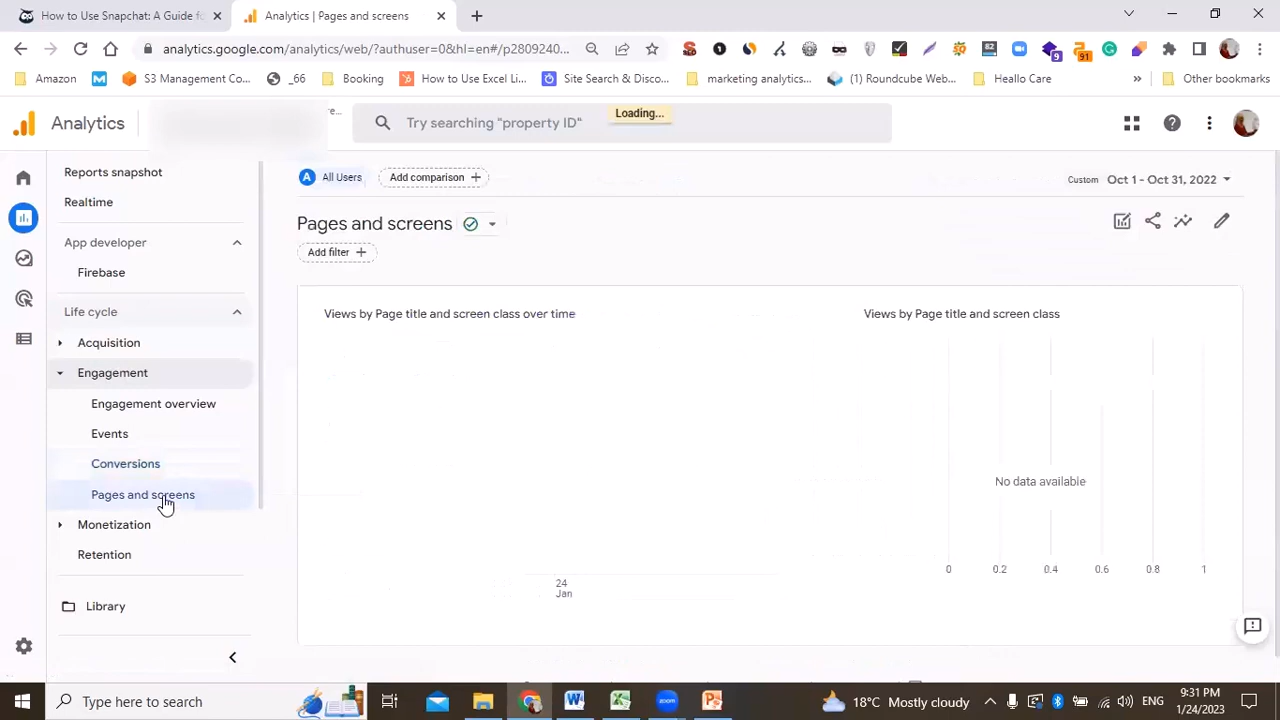 How to Use Snapchat: A Guide fo
Analytics | Pages and screens
analytics.google.com/analytics/web/?authuser=0&hl=en#/p2809240...
82
9
91
Amazon
S3 Management Co...
_66
Booking
How to Use Excel Li...
Site Search & Disco...
marketing analytics...
(1) Roundcube Web...
Heallo Care
»
Other bookmarks
Analytics
Try searching “property ID”
Loading...
Reports snapshot
Realtime
App developer
Firebase
Life cycle
Acquisition
Engagement
Engagement overview
Events
Conversions
Pages and screens
Monetization
Retention
Library
A All Users
Add comparison +
Custom Oct 1 - Oct 31, 2022
Pages and screens
Add filter +
Views by Page title and screen class over time
24
Jan
Views by Page title and screen class
No data available
0 0.2 0.4 0.6 0.8 1
Type here to search
18°C Mostly cloudy
ENG
9:31 PM
1/24/2023